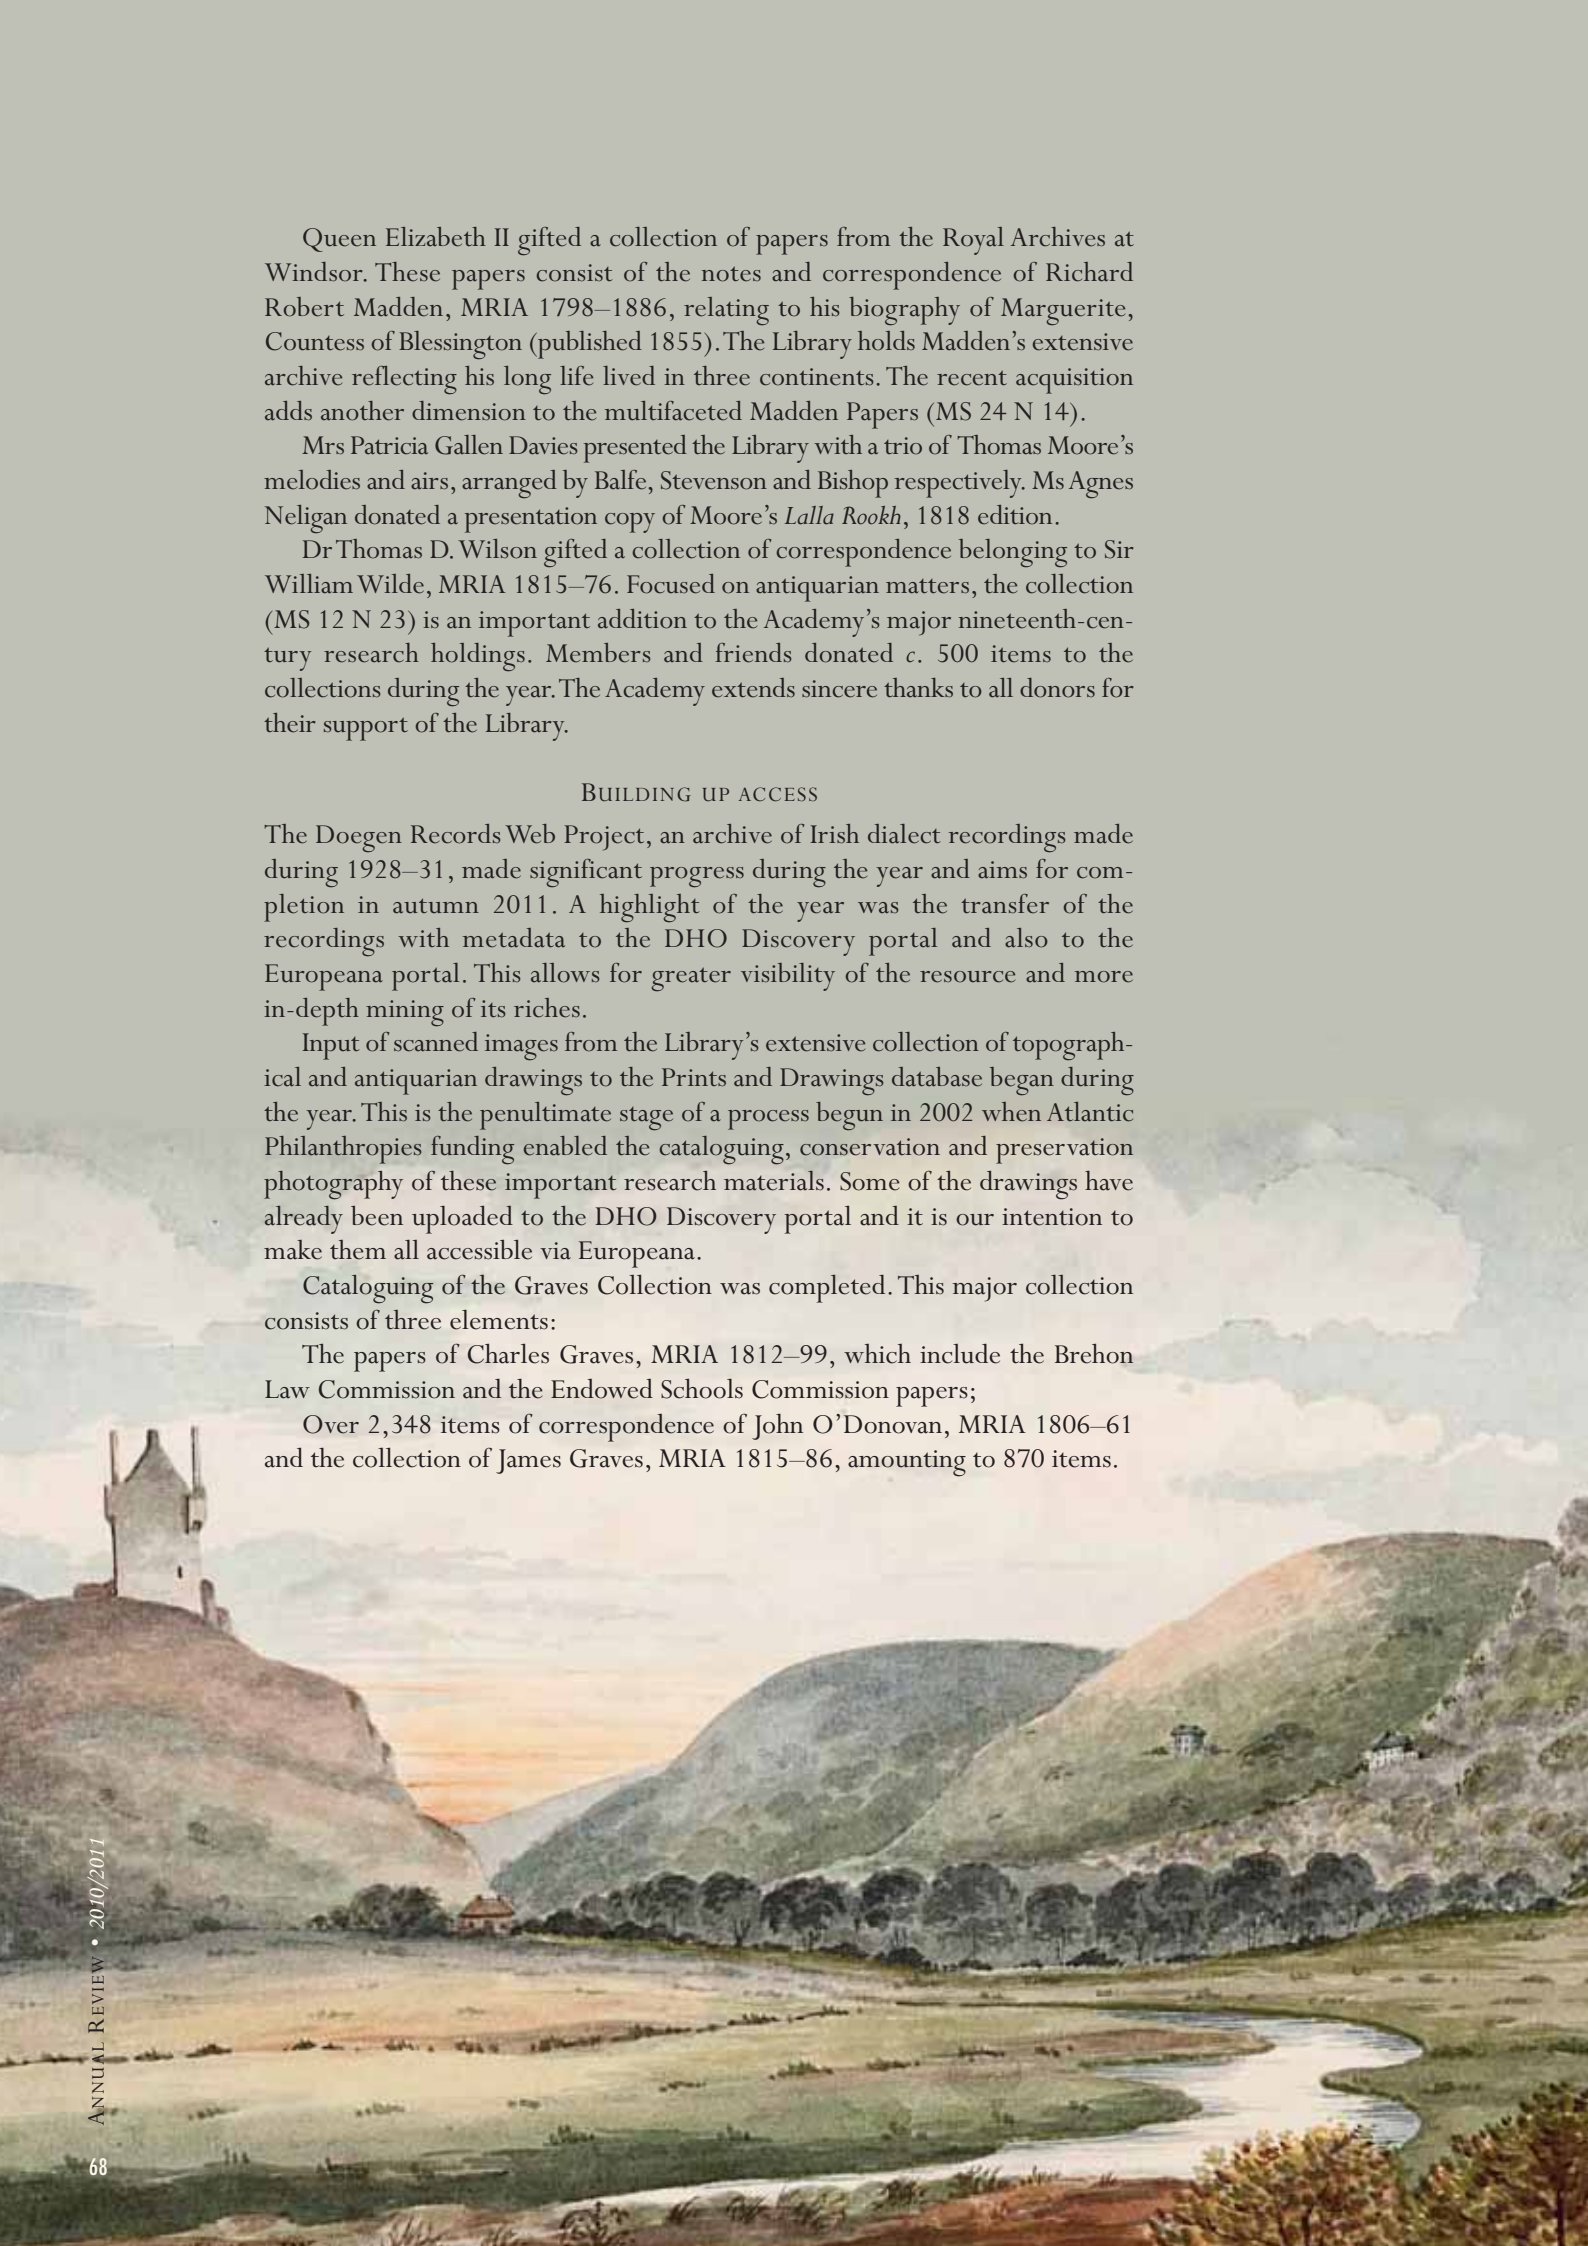 Queen Elizabeth II gifted a collection of papers from the Royal Archives at
Windsor. These papers consist of the notes and correspondence of Richard
Robert Madden, MRIA 1798–1886, relating to his biography of Marguerite,
Countess of Blessington (published 1855). The Library holds Madden’s extensive
archive reflecting his long life lived in three continents. The recent acquisition
adds another dimension to the multifaceted Madden Papers (MS 24 N 14).
Mrs Patricia Gallen Davies presented the Library with a trio of Thomas Moore’s
melodies and airs, arranged by Balfe, Stevenson and Bishop respectively. Ms Agnes
Neligan donated a presentation copy of Moore’s Lalla Rookh, 1818 edition.
Dr Thomas D. Wilson gifted a collection of correspondence belonging to Sir
William Wilde, MRIA 1815–76. Focused on antiquarian matters, the collection
(MS 12 N 23) is an important addition to the Academy’s major nineteenth-cen-
tury research holdings. Members and friends donated c. 500 items to the
collections during the year. The Academy extends sincere thanks to all donors for
their support of the Library.
BUILDING UP ACCESS
The Doegen Records Web Project, an archive of Irish dialect recordings made
during 1928–31, made significant progress during the year and aims for com-
pletion in autumn 2011. A highlight of the year was the transfer of the
recordings with metadata to the DHO Discovery portal and also to the
Europeana portal. This allows for greater visibility of the resource and more
in-depth mining of its riches.
Input of scanned images from the Library’s extensive collection of topograph-
ical and antiquarian drawings to the Prints and Drawings database began during
the year. This is the penultimate stage of a process begun in 2002 when Atlantic
Philanthropies funding enabled the cataloguing, conservation and preservation
photography of these important research materials. Some of the drawings have
already been uploaded to the DHO Discovery portal and it is our intention to
make them all accessible via Europeana.
Cataloguing of the Graves Collection was completed. This major collection
consists of three elements:
The papers of Charles Graves, MRIA 1812–99, which include the Brehon
Law Commission and the Endowed Schools Commission papers;
Over 2,348 items of correspondence of John O’Donovan, MRIA 1806–61
and the collection of James Graves, MRIA 1815–86, amounting to 870 items.
ANNUAL REVIEW • 2010/2011
68